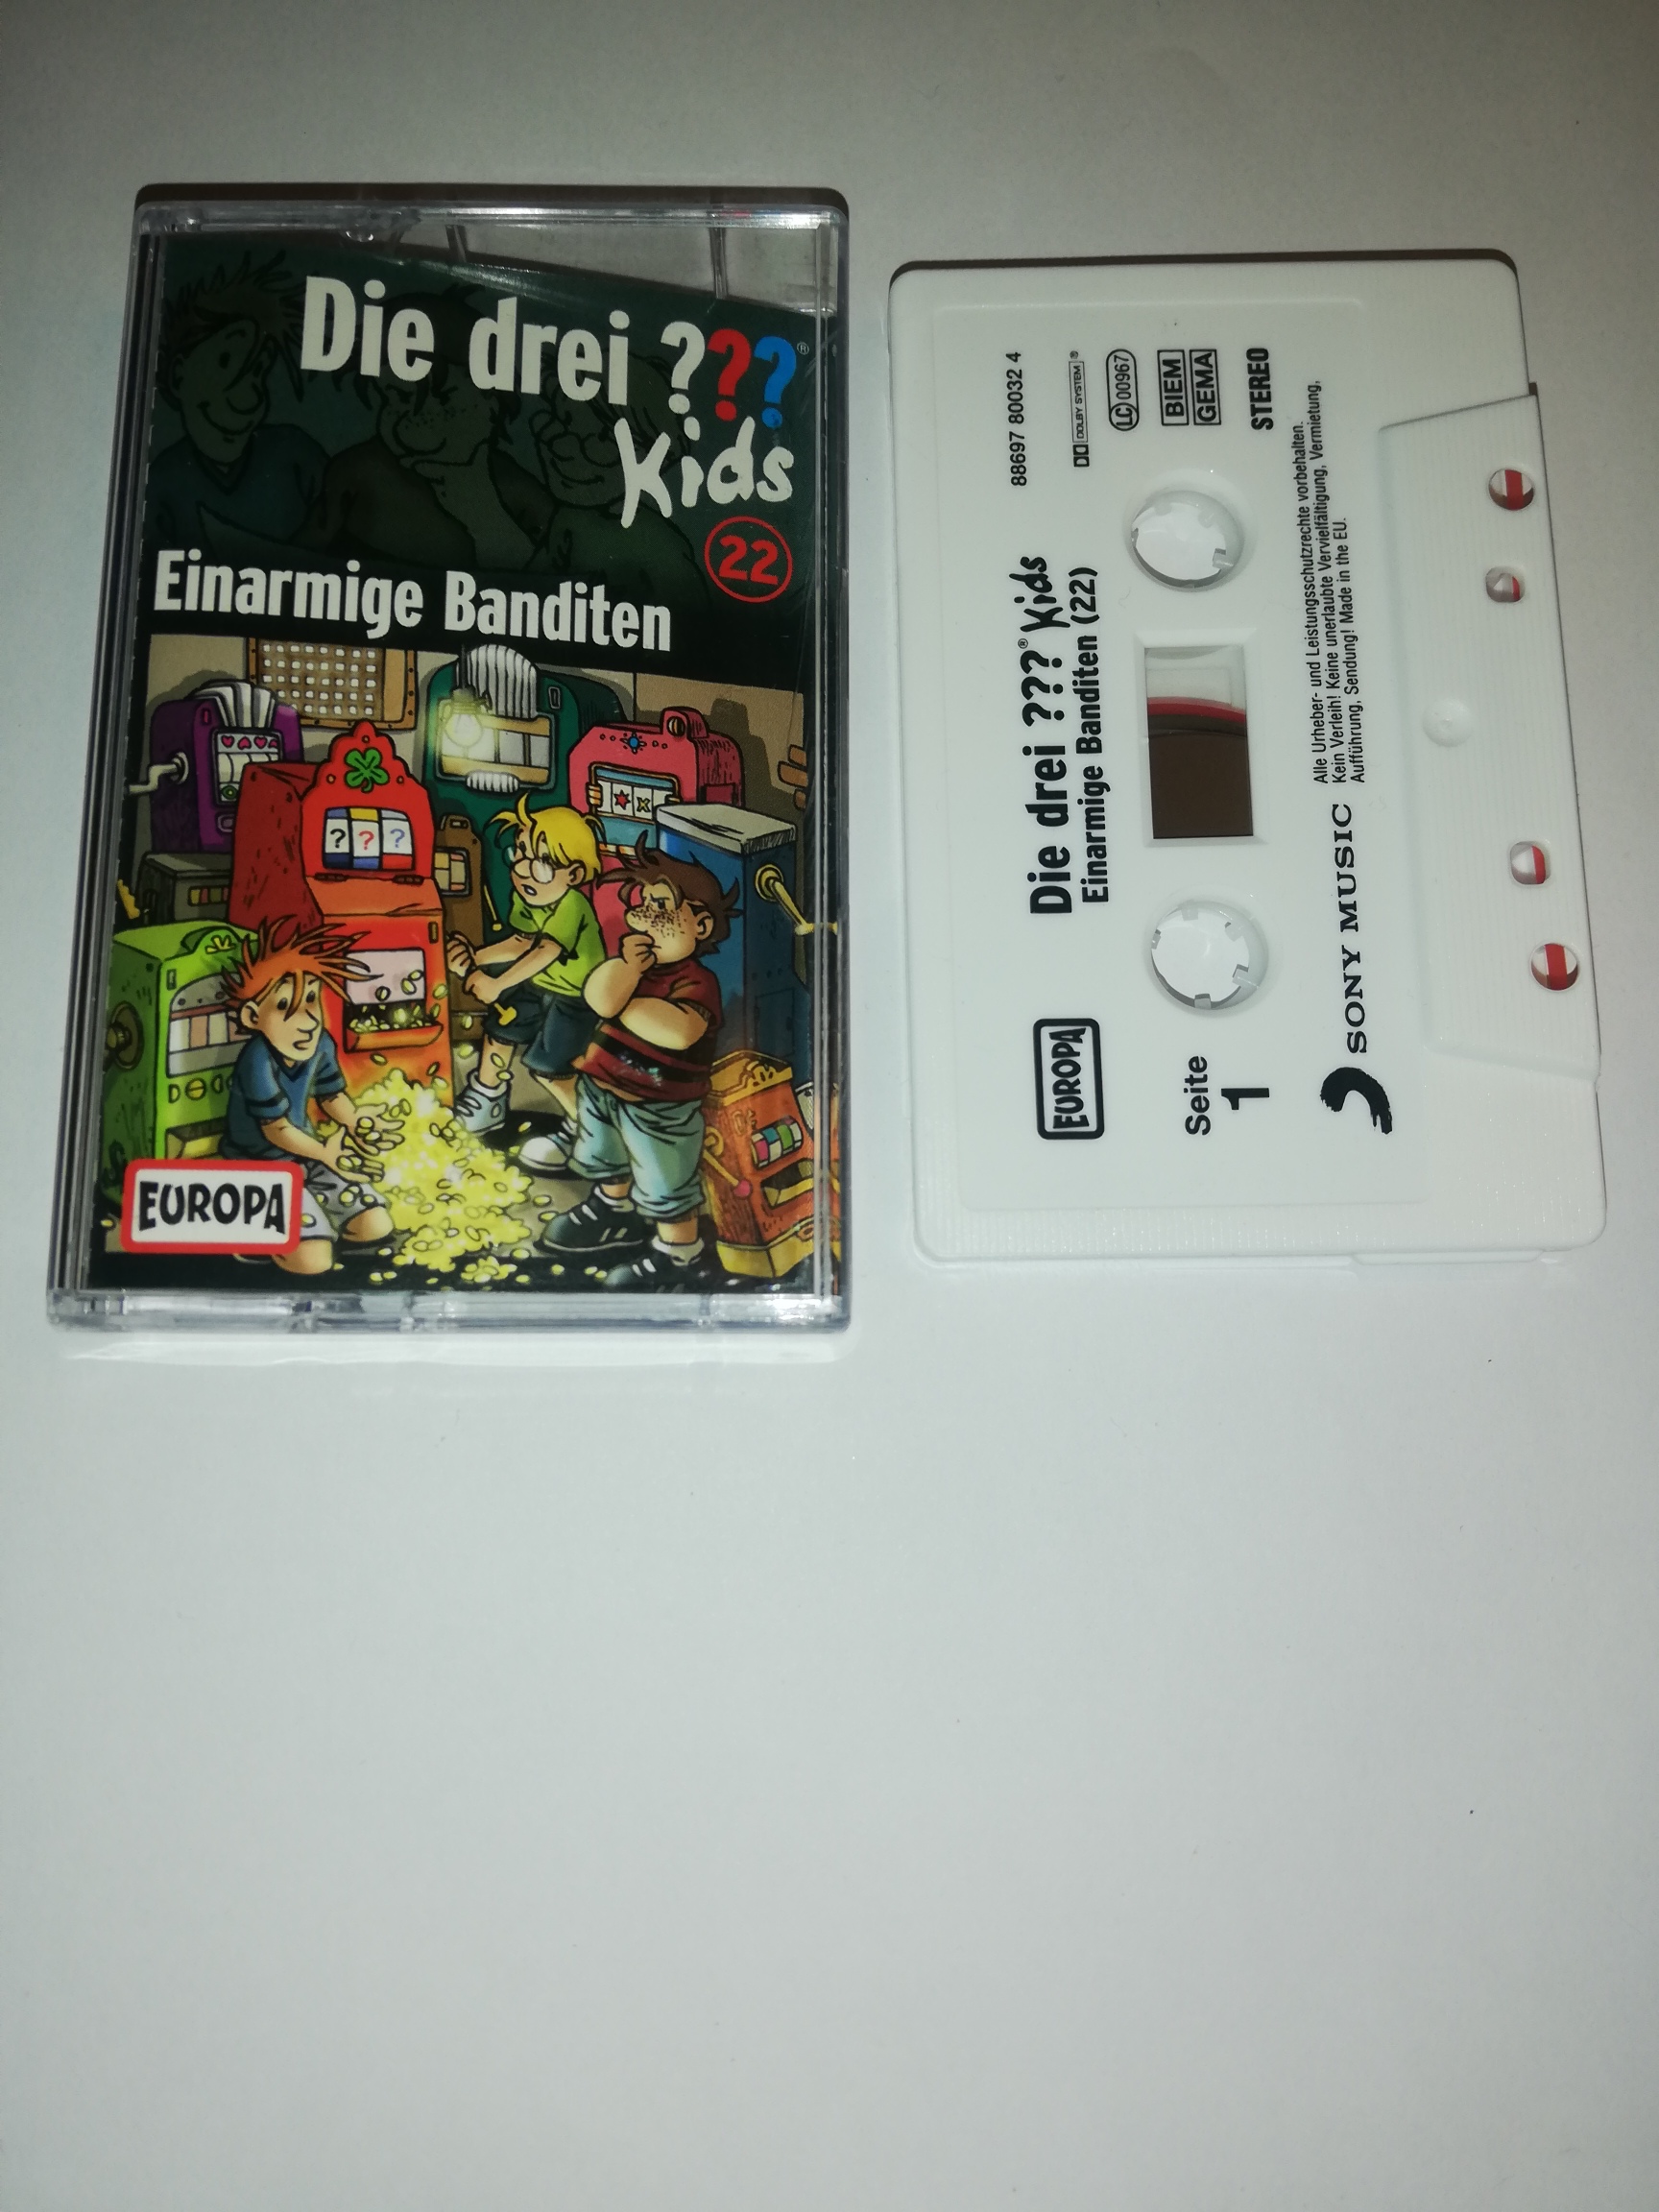 Die drei ???®
Kids
22
Einarmige Banditen
? ? ?
EUROPA
88697 80032 4
DOLBY SYSTEM®
LC 00967
BIEM
GEMA
STEREO
Die drei ???® Kids
Einarmige Banditen (22)
EUROPA
Seite
1
SONY MUSIC
Alle Urheber- und Leistungsschutzrechte vorbehalten.
Kein Verleih! Keine unerlaubte Vervielfältigung, Vermietung,
Aufführung, Sendung! Made in the EU.